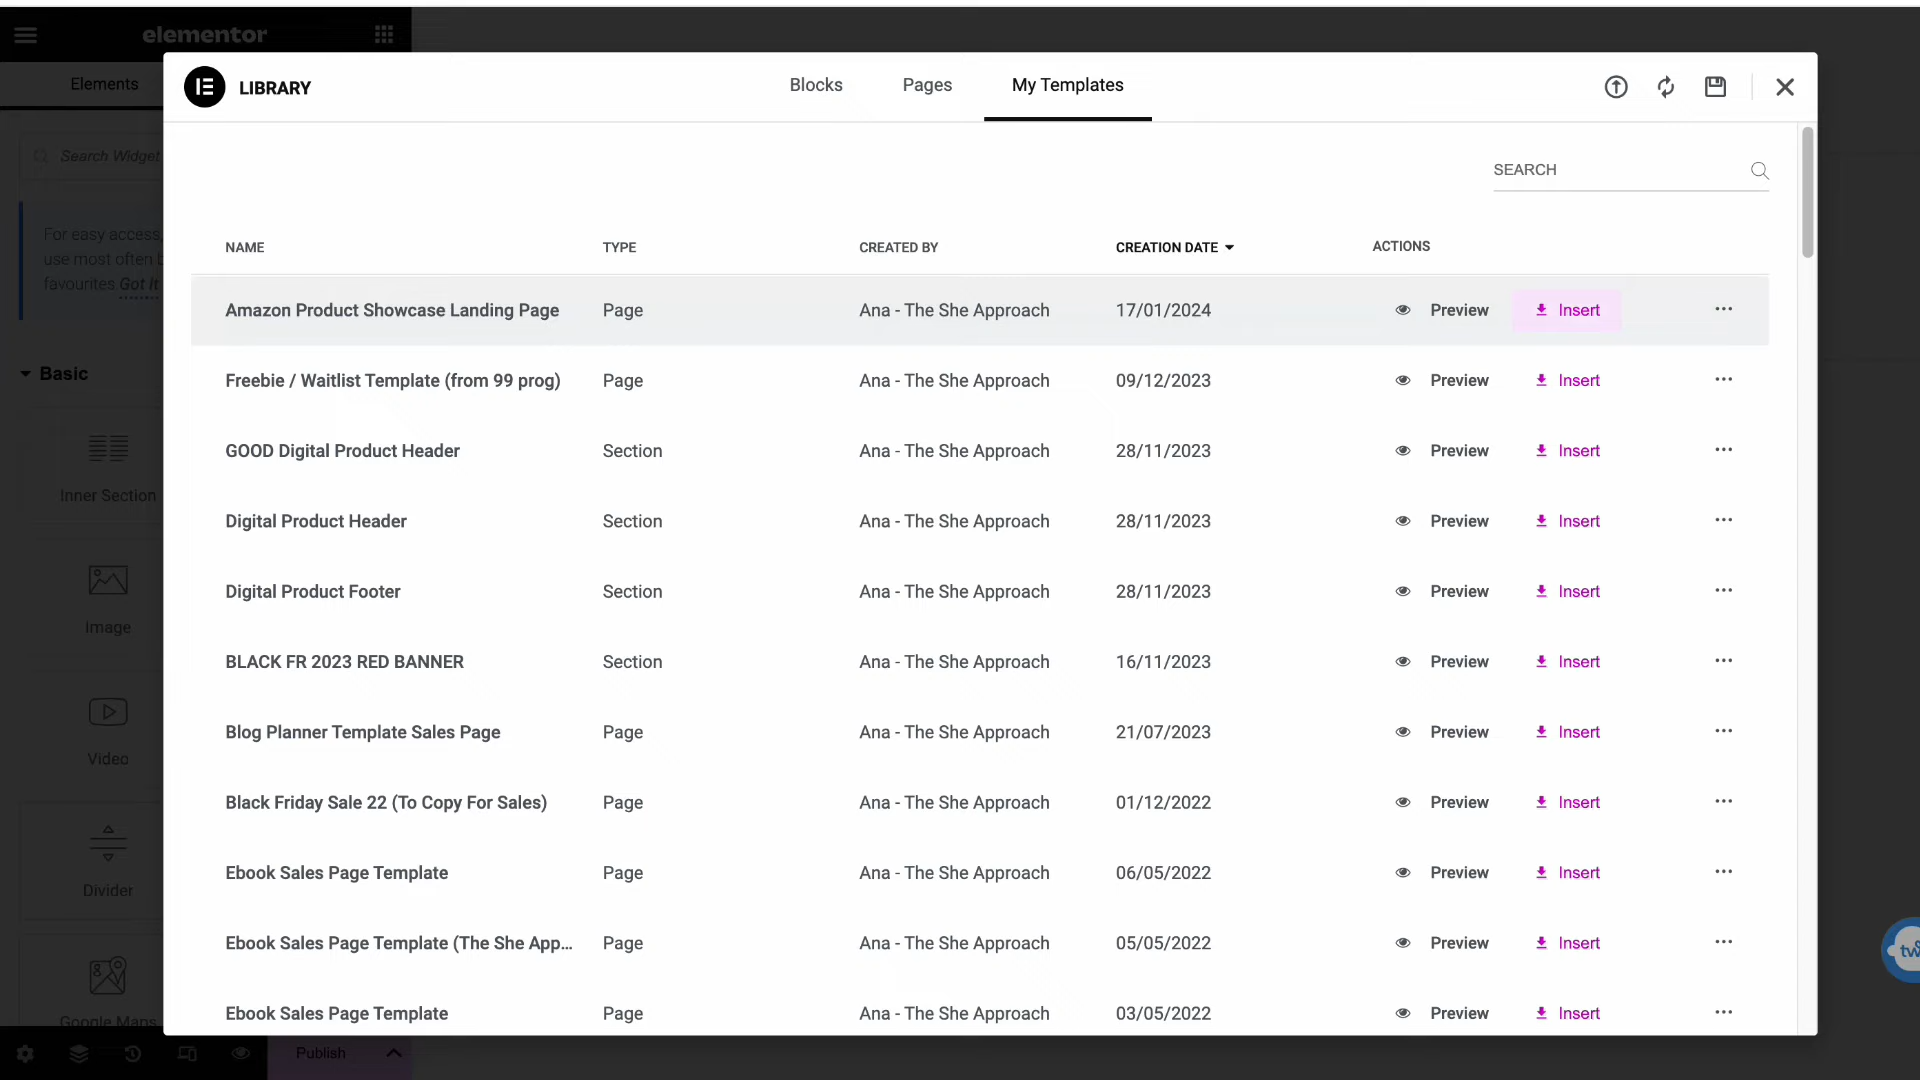 elementor
Elements
LIBRARY
Blocks
Pages
My Templates
Search Widget
SEARCH
For easy access,
use most often b
favourites. Got It
NAME TYPE CREATED BY CREATION DATE ACTIONS
Amazon Product Showcase Landing Page Page Ana - The She Approach 17/01/2024 Preview Insert
Basic
Freebie / Waitlist Template (from 99 prog) Page Ana - The She Approach 09/12/2023 Preview Insert
GOOD Digital Product Header Section Ana - The She Approach 28/11/2023 Preview Insert
Inner Section
Digital Product Header Section Ana - The She Approach 28/11/2023 Preview Insert
Digital Product Footer Section Ana - The She Approach 28/11/2023 Preview Insert
Image
BLACK FR 2023 RED BANNER Section Ana - The She Approach 16/11/2023 Preview Insert
Blog Planner Template Sales Page Page Ana - The She Approach 21/07/2023 Preview Insert
Video
Black Friday Sale 22 (To Copy For Sales) Page Ana - The She Approach 01/12/2022 Preview Insert
Ebook Sales Page Template Page Ana - The She Approach 06/05/2022 Preview Insert
Divider
Ebook Sales Page Template (The She App... Page Ana - The She Approach 05/05/2022 Preview Insert
tw
Ebook Sales Page Template Page Ana - The She Approach 03/05/2022 Preview Insert
Google Maps
Publish